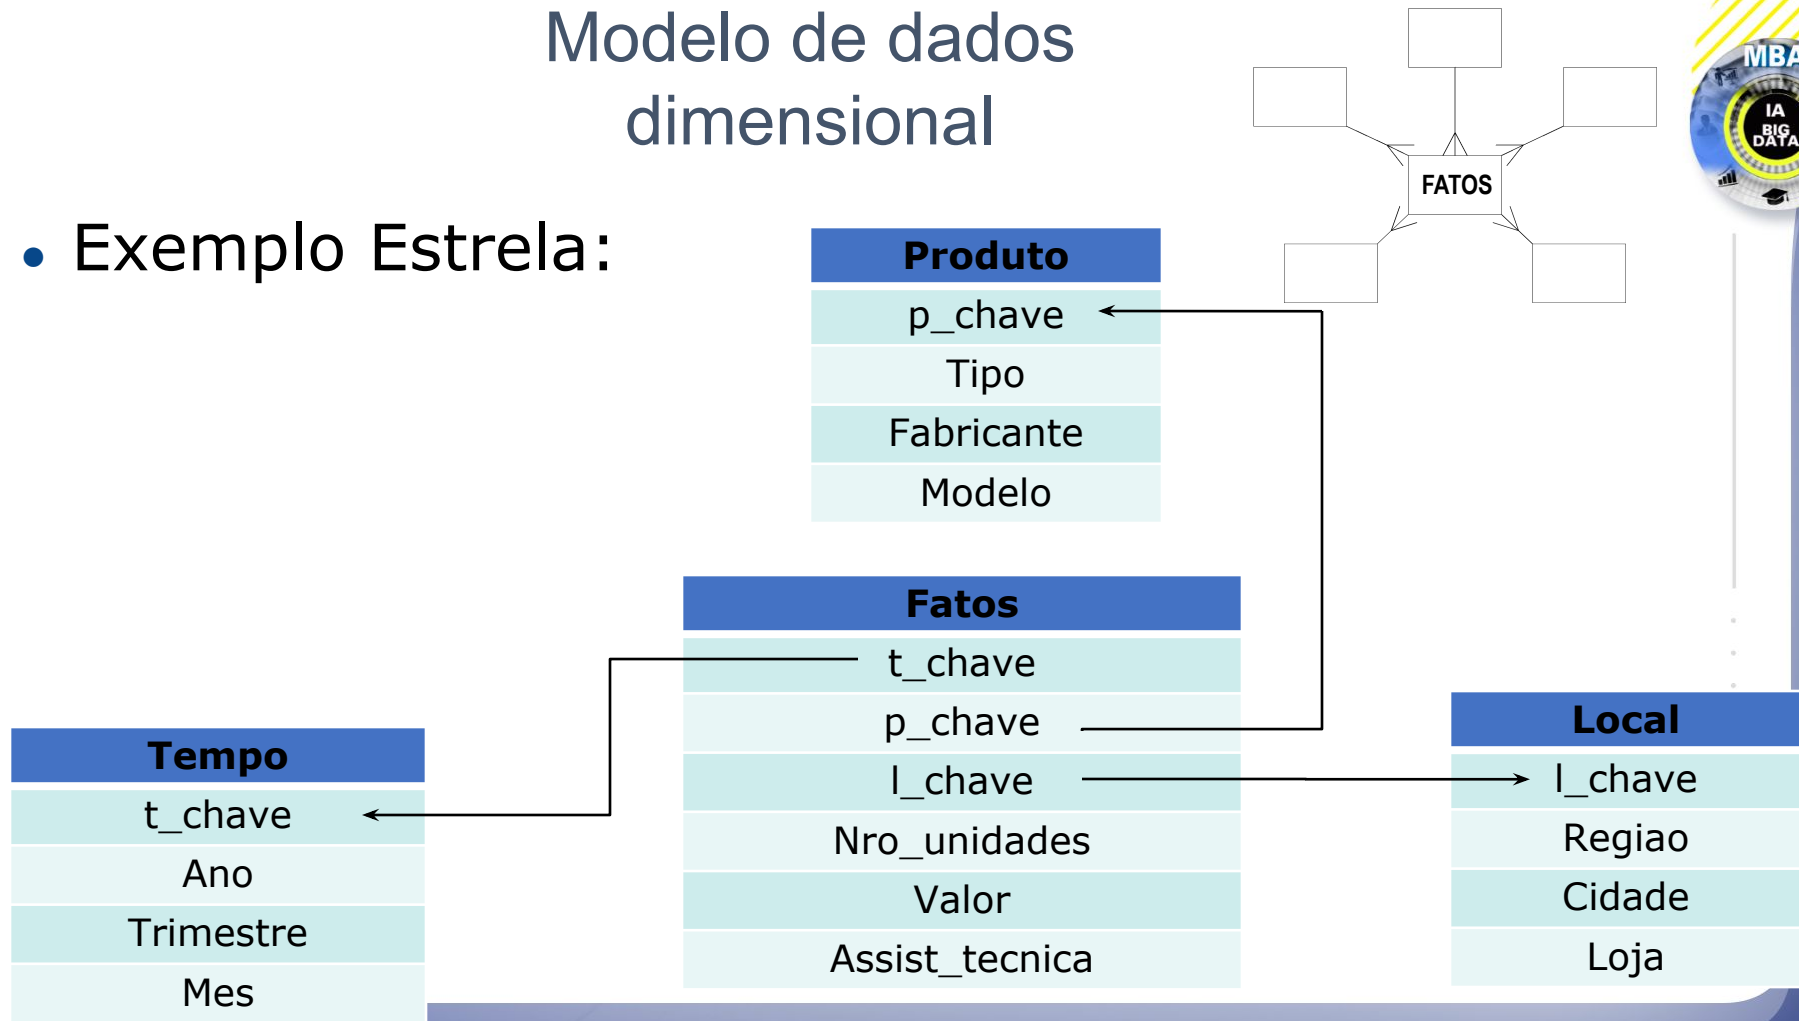 Modelo de dados
dimensional
MBA
IA
BIG
DATA
FATOS
Exemplo Estrela:
Produto
p_chave
Tipo
Fabricante
Modelo
Fatos
t_chave
p_chave
l_chave
Nro_unidades
Valor
Assist_tecnica
Tempo
t_chave
Ano
Trimestre
Mes
Local
l_chave
Regiao
Cidade
Loja